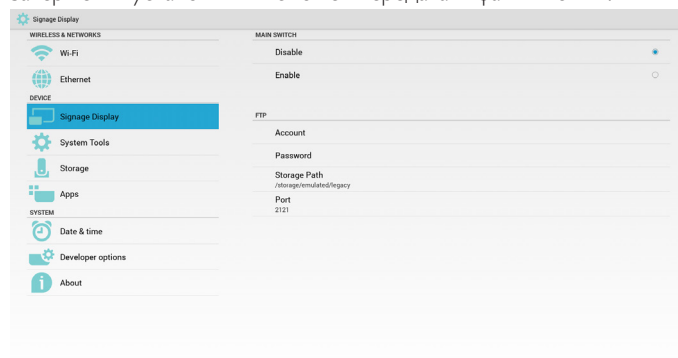 Signage Display
WIRELESS & NETWORKS
Wi-Fi
Ethernet
DEVICE
Signage Display
System Tools
Storage
Apps
SYSTEM
Date & time
Developer options
About
MAIN SWITCH
Disable
Enable
FTP
Account
Password
Storage Path
/storage/emulated/legacy
Port
2121